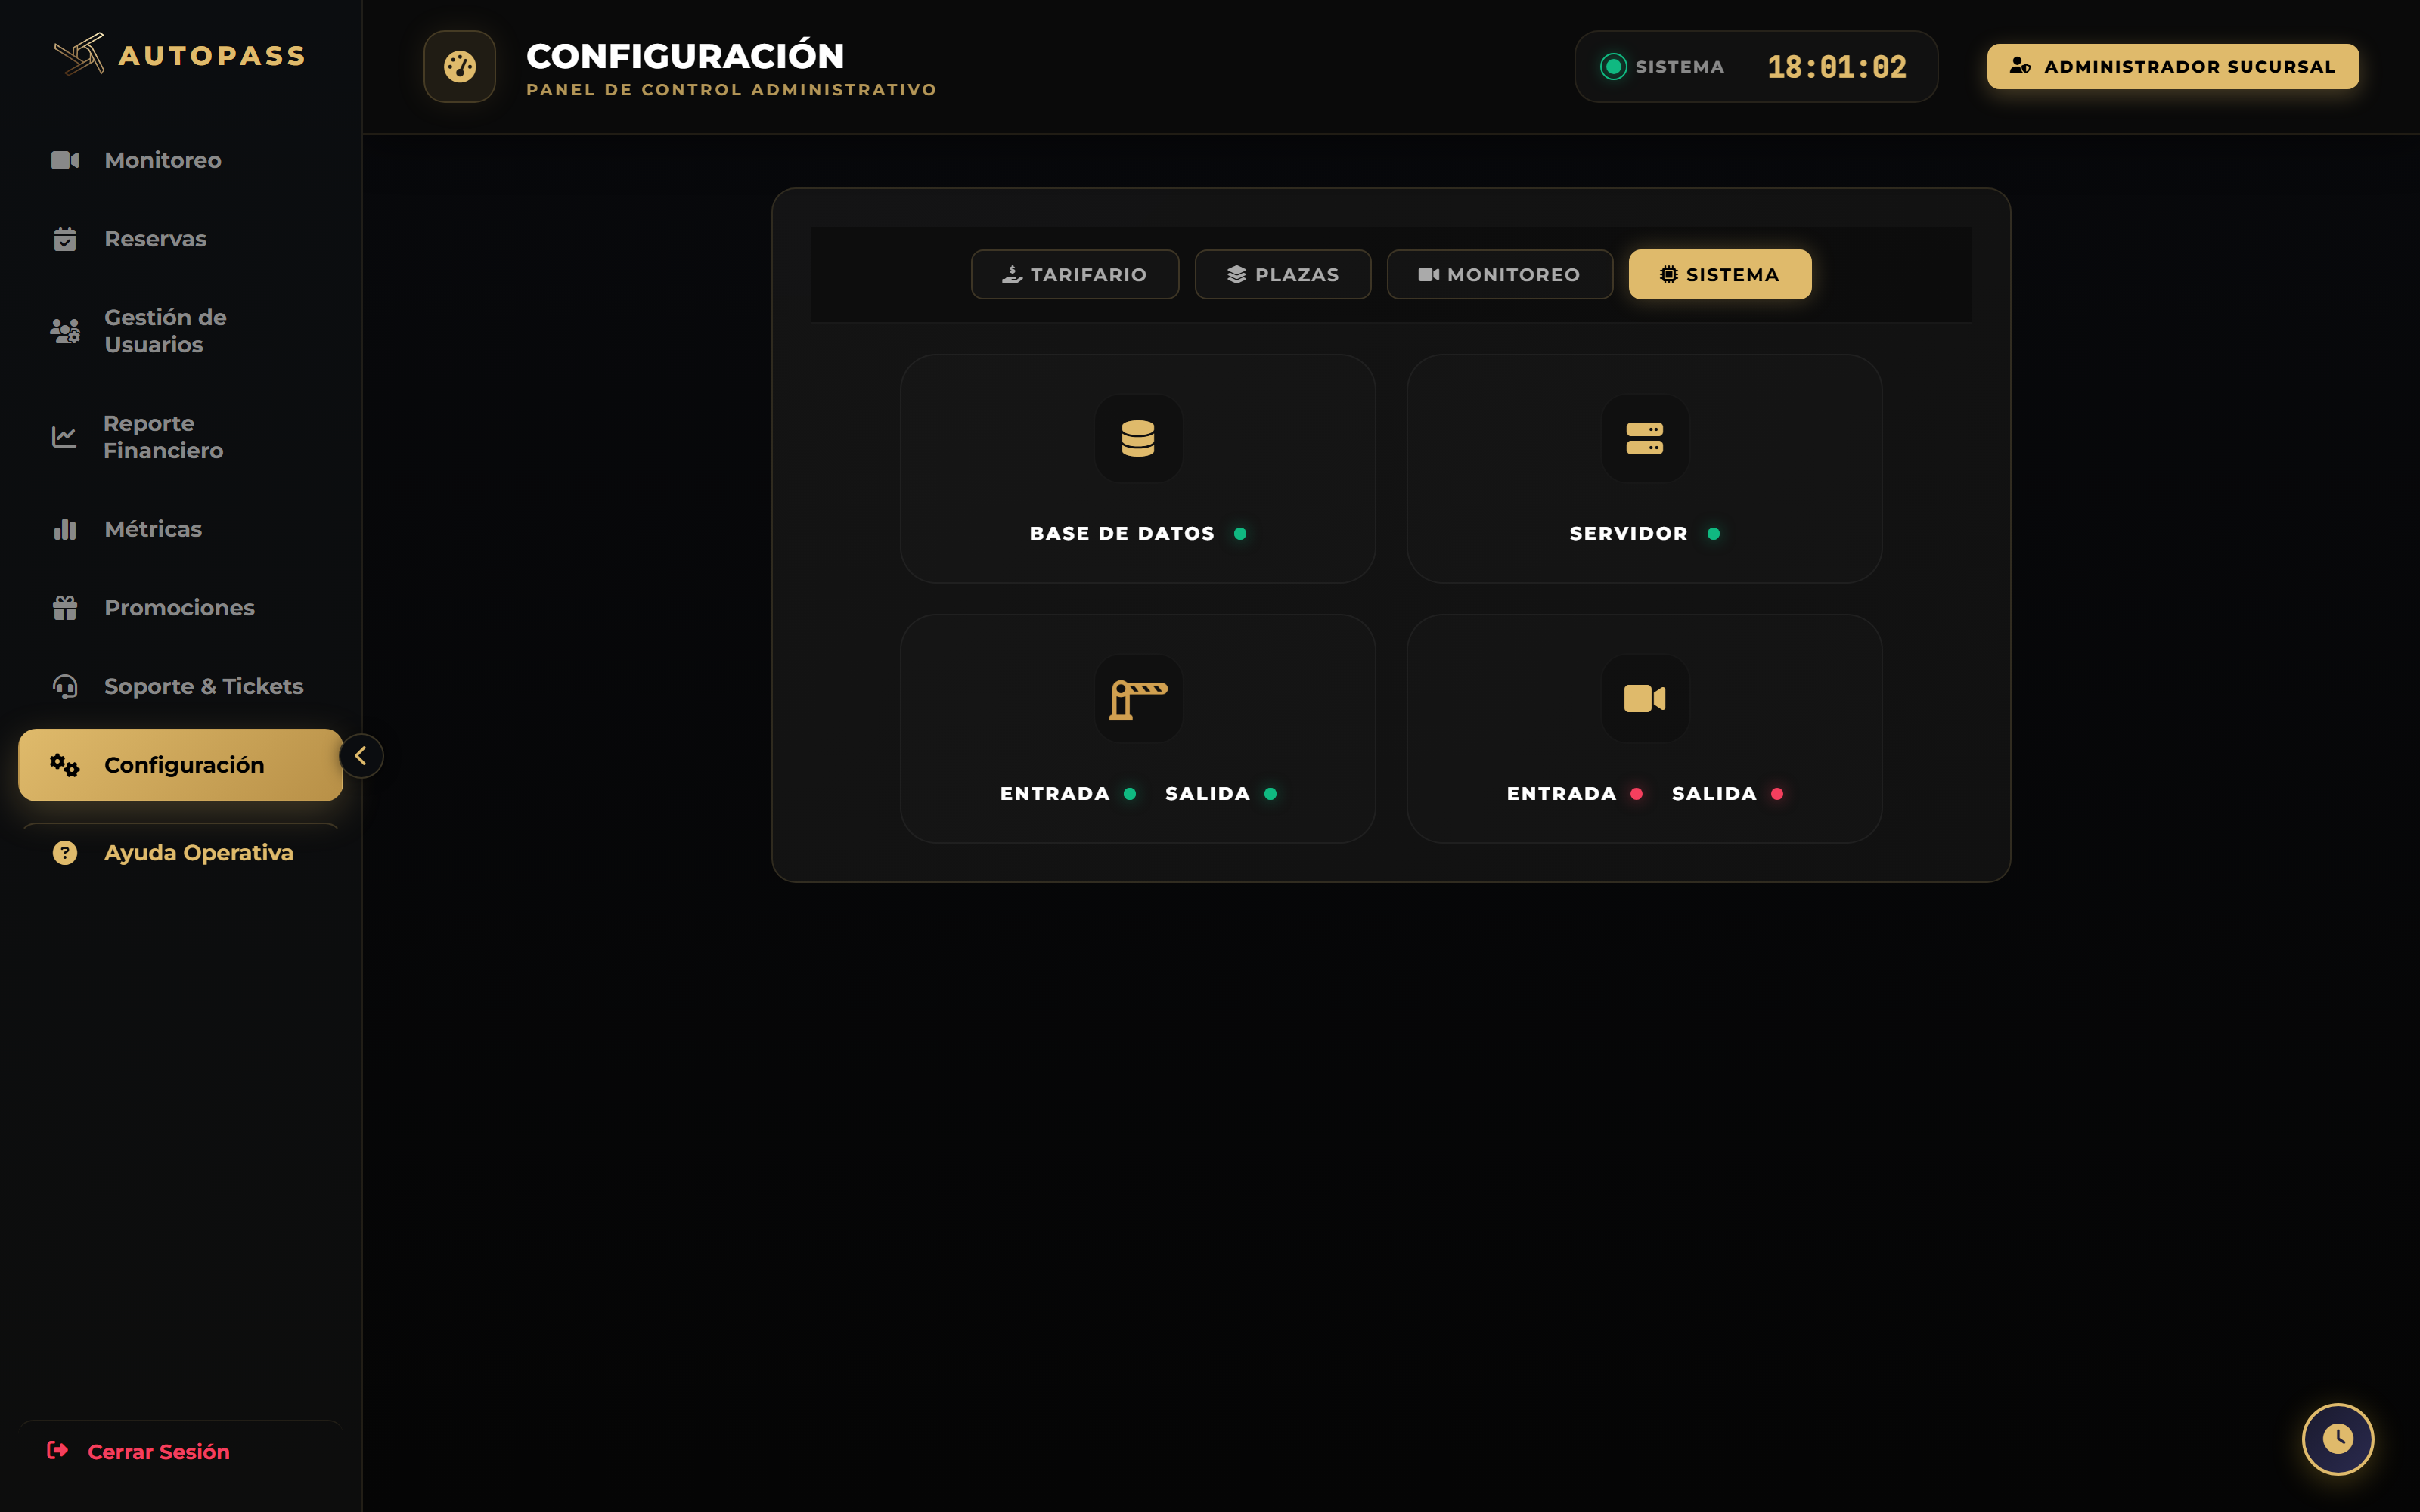 AUTOPASS
Monitoreo
Reservas
Gestión de
Usuarios
Reporte
Financiero
Métricas
Promociones
Soporte & Tickets
Configuración
Ayuda Operativa
Cerrar Sesión
CONFIGURACIÓN
PANEL DE CONTROL ADMINISTRATIVO
SISTEMA 18:01:02
ADMINISTRADOR SUCURSAL
TARIFARIO PLAZAS MONITOREO SISTEMA
BASE DE DATOS
SERVIDOR
ENTRADA SALIDA
ENTRADA SALIDA